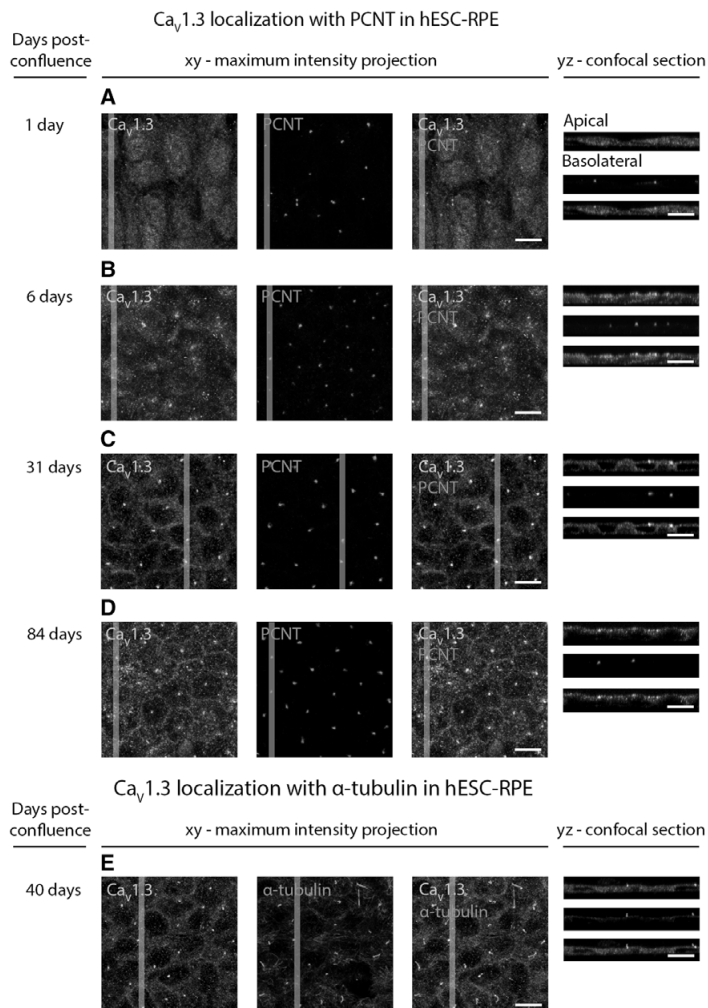 CaV1.3 localization with PCNT in hESC-RPE
Days post-
confluence
xy - maximum intensity projection
yz - confocal section
A
1 day
CaV1.3
PCNT
CaV1.3
PCNT
Apical
Basolateral
B
6 days
CaV1.3
PCNT
CaV1.3
PCNT
C
31 days
CaV1.3
PCNT
CaV1.3
PCNT
D
84 days
CaV1.3
PCNT
CaV1.3
PCNT
CaV1.3 localization with α-tubulin in hESC-RPE
Days post-
confluence
xy - maximum intensity projection
yz - confocal section
E
40 days
CaV1.3
α-tubulin
CaV1.3
α-tubulin